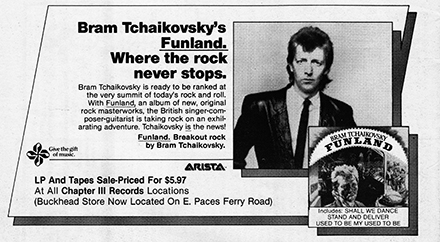 Bram Tchaikovsky's
Funland.
Where the rock
never stops.
Bram Tchaikovsky is ready to be ranked at
the very summit of today's rock and roll.
With Funland, an album of new, original
rock masterworks, the British singer-com-
poser-guitarist is taking rock on an exhil-
arating adventure. Tchaikovsky is the news!
Funland. Breakout rock
by Bram Tchaikovsky.
Give the gift
of music.
ARISTA
LP And Tapes Sale-Priced For $5.97
At All Chapter III Records Locations
(Buckhead Store Now Located On E. Paces Ferry Road)
BRAM TCHAIKOVSKY
FUNLAND
Includes: SHALL WE DANCE
STAND AND DELIVER
USED TO BE MY USED TO BE